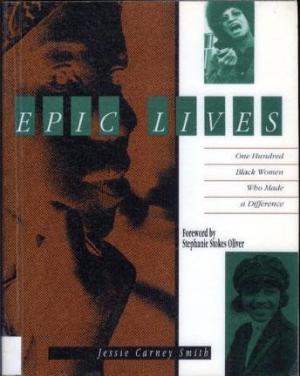 EPIC LIVES
One Hundred
Black Women
Who Made
a Difference
Foreword by
Stephanie Stokes Oliver
Jessie Carney Smith